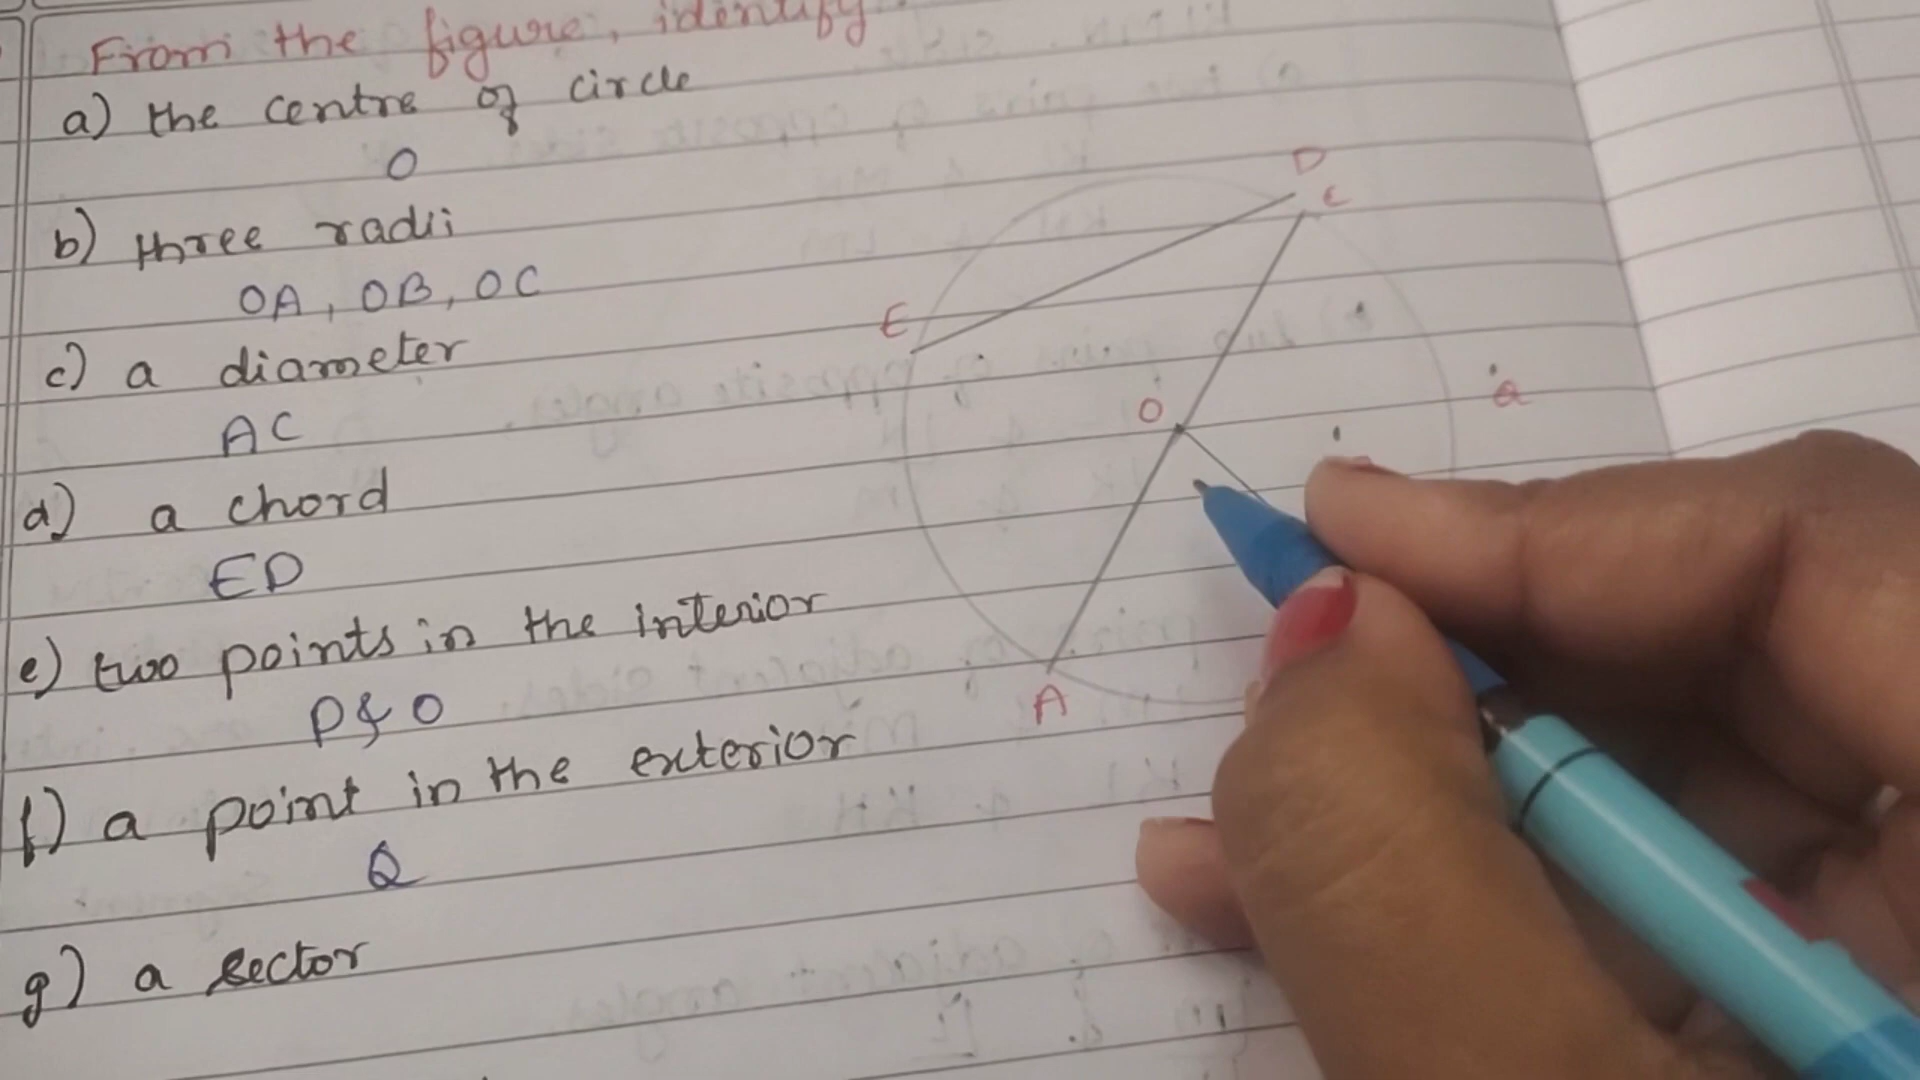 From the figure, identify
a) the centre of circle
O
b) three radii
OA, OB, OC
c) a diameter
AC
d) a chord
ED
e) two points in the interior
P & O
f) a point in the exterior
Q
g) a sector
D
C
E
O
Q
A